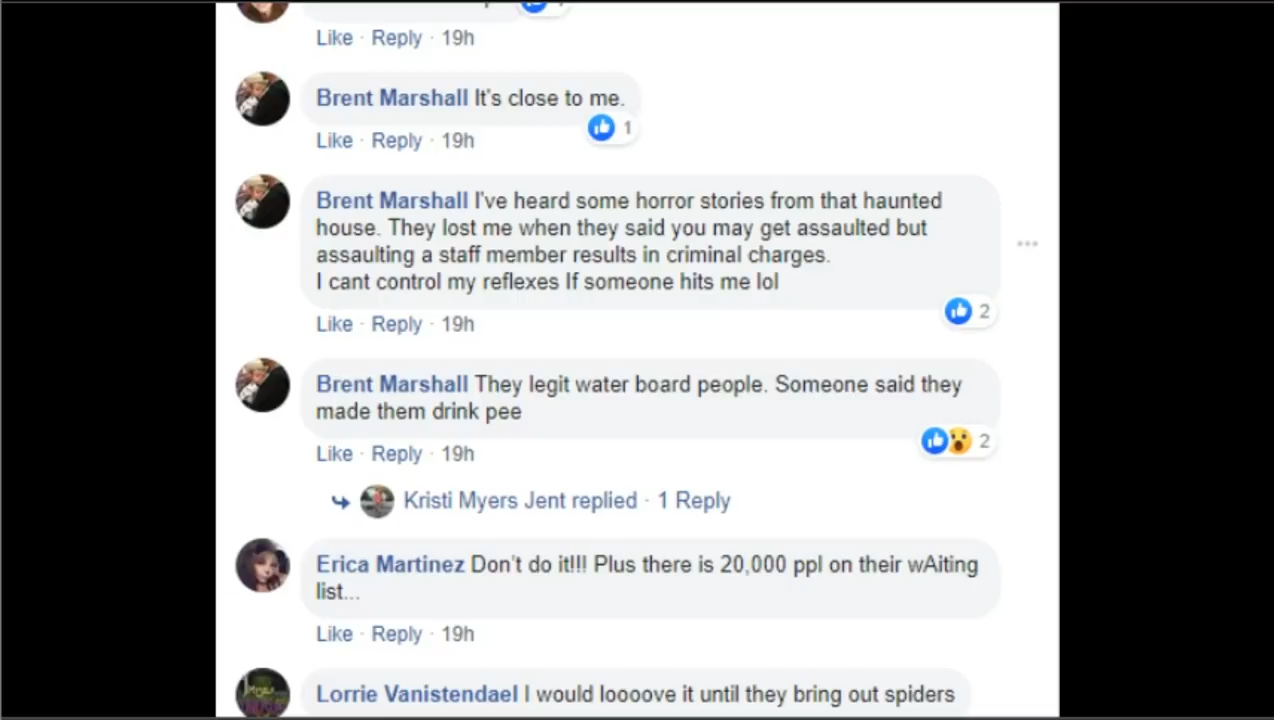 Like · Reply · 19h
Brent Marshall It's close to me.
1
Like · Reply · 19h
Brent Marshall I've heard some horror stories from that haunted
house. They lost me when they said you may get assaulted but
assaulting a staff member results in criminal charges.
I cant control my reflexes If someone hits me lol
2
Like · Reply · 19h
Brent Marshall They legit water board people. Someone said they
made them drink pee
2
Like · Reply · 19h
Kristi Myers Jent replied · 1 Reply
Erica Martinez Don't do it!!! Plus there is 20,000 ppl on their wAiting
list...
Like · Reply · 19h
Lorrie Vanistendael I would loooove it until they bring out spiders